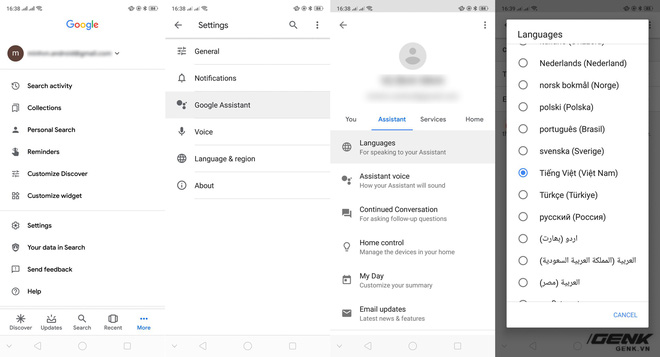 16:38
Google
m
Search activity
Collections
Personal Search
Reminders
Customize Discover
Customize widget
Settings
Your data in Search
Send feedback
Help
Discover
Updates
Search
Recent
More
16:38
Settings
General
Notifications
Google Assistant
Voice
Language & region
About
16:38
You
Assistant
Services
Home
Languages
For speaking to your Assistant
Assistant voice
How your Assistant will sound
Continued Conversation
For asking follow-up questions
Home control
Manage the devices in your home
My Day
Customize your summary
Email updates
Latest news & features
16:39
Languages
Nederlands (Nederland)
norsk bokmål (Norge)
polski (Polska)
português (Brasil)
svenska (Sverige)
Tiếng Việt (Việt Nam)
Türkçe (Türkiye)
русский (Россия)
اردو (بھارت)
العربية (المملكة العربية السعودية)
العربية (مصر)
CANCEL
GENK
GENK.VN